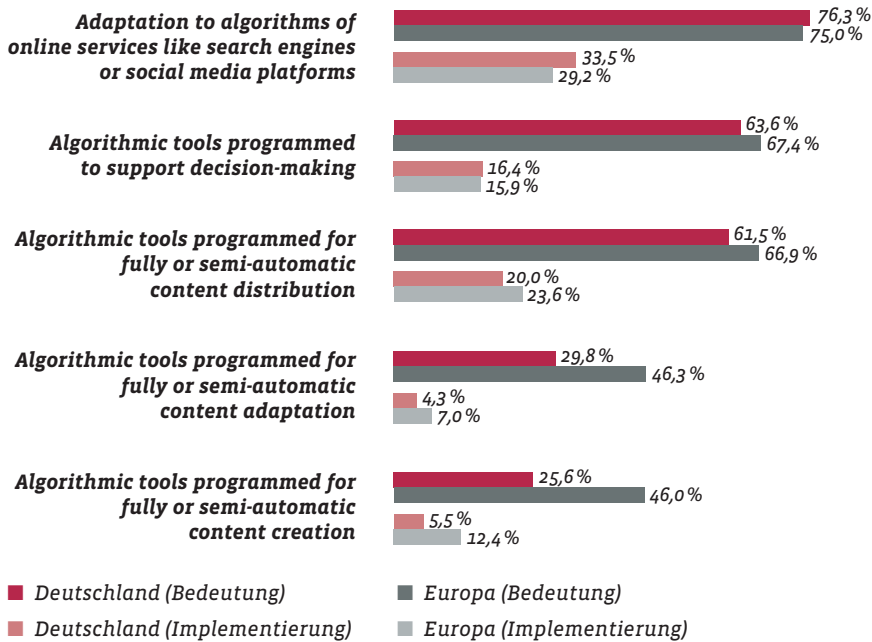 Adaptation to algorithms of
online services like search engines
or social media platforms
76,3 %
75,0 %
33,5 %
29,2 %
Algorithmic tools programmed
to support decision-making
63,6 %
67,4 %
16,4 %
15,9 %
Algorithmic tools programmed for
fully or semi-automatic
content distribution
61,5 %
66,9 %
20,0 %
23,6 %
Algorithmic tools programmed for
fully or semi-automatic
content adaptation
29,8 %
46,3 %
4,3 %
7,0 %
Algorithmic tools programmed for
fully or semi-automatic
content creation
25,6 %
46,0 %
5,5 %
12,4 %
Deutschland (Bedeutung)
Europa (Bedeutung)
Deutschland (Implementierung)
Europa (Implementierung)